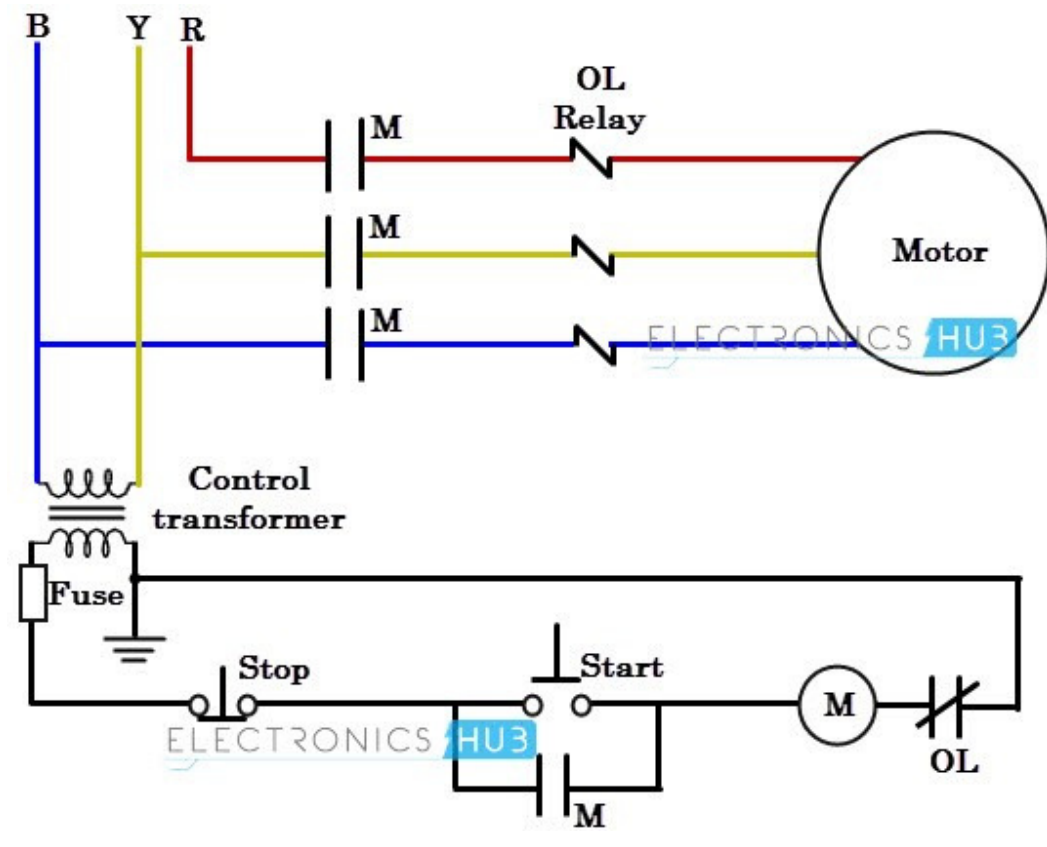 B Y R
OL
Relay
M
M
M
Motor
ELECTRONICS HUB
Control
transformer
Fuse
Stop
Start
M
OL
ELECTRONICS HUB
M